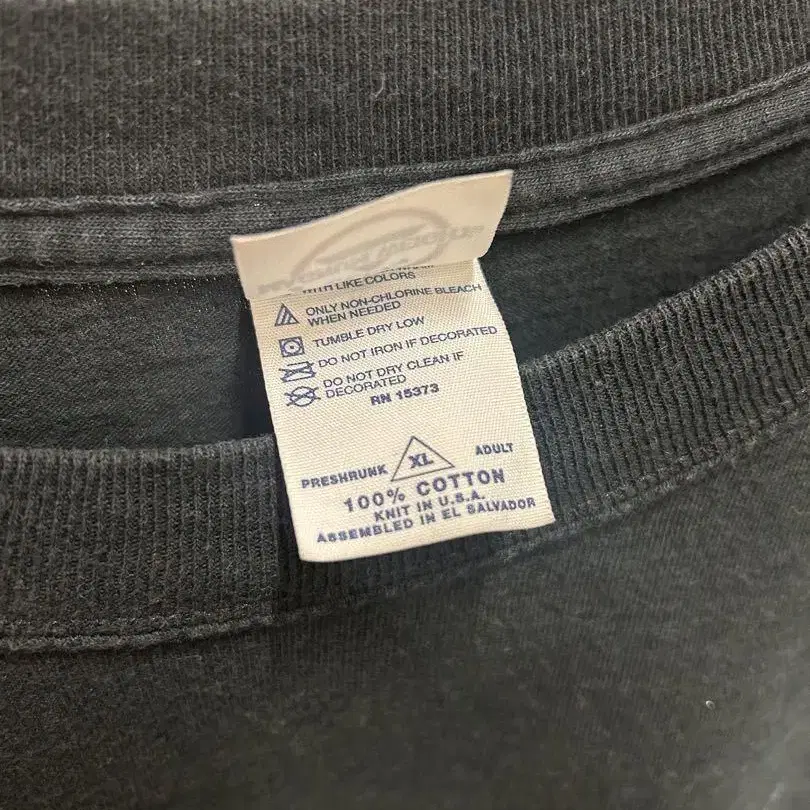 WITH LIKE COLORS
ONLY NON-CHLORINE BLEACH
WHEN NEEDED
TUMBLE DRY LOW
DO NOT IRON IF DECORATED
DO NOT DRY CLEAN IF
DECORATED
RN 15373
PRESHRUNK XL ADULT
100% COTTON
KNIT IN U.S.A.
ASSEMBLED IN EL SALVADOR